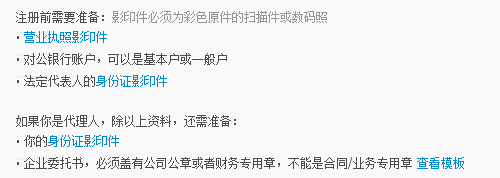 注册前需要准备：影印件必须为彩色原件的扫描件或数码照
· 营业执照影印件
· 对公银行账户，可以是基本户或一般户
· 法定代表人的身份证影印件
如果你是代理人，除以上资料，还需准备：
· 你的身份证影印件
· 企业委托书，必须盖有公司公章或者财务专用章，不能是合同/业务专用章 查看模板